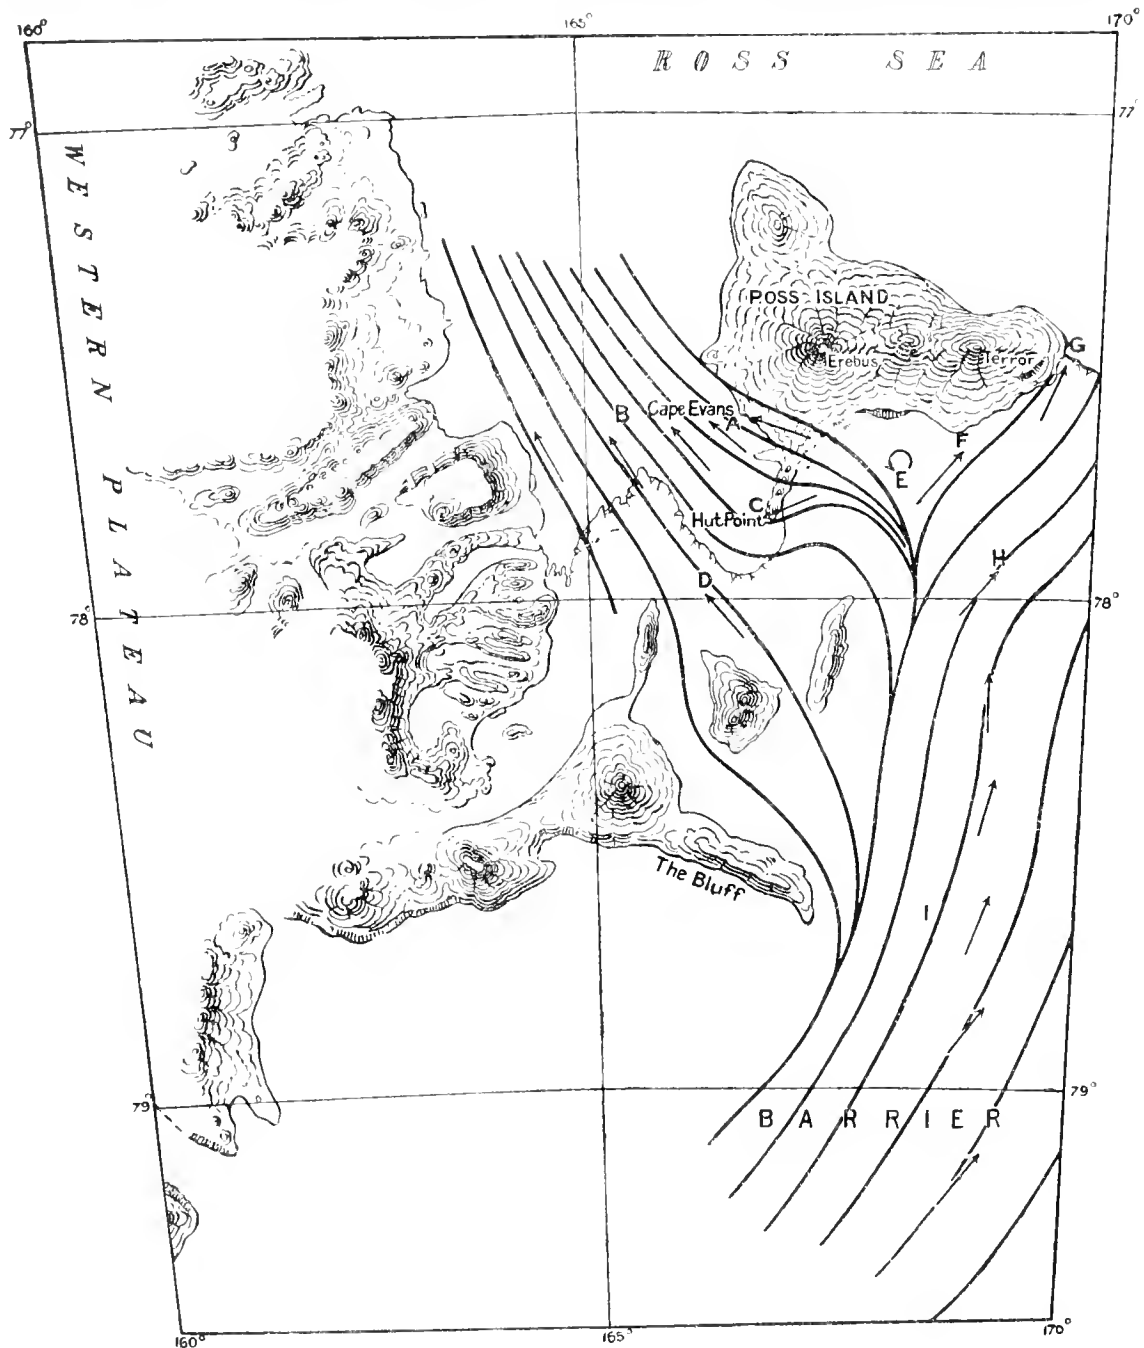 160°
165°
170°
ROSS SEA
77°
77°
WESTERN PLATEAU
ROSS ISLAND
Erebus
Terror
G
B
Cape Evans
A
F
E
C
Hut Point
H
D
78°
78°
The Bluff
I
79°
79°
BARRIER
160°
165°
170°